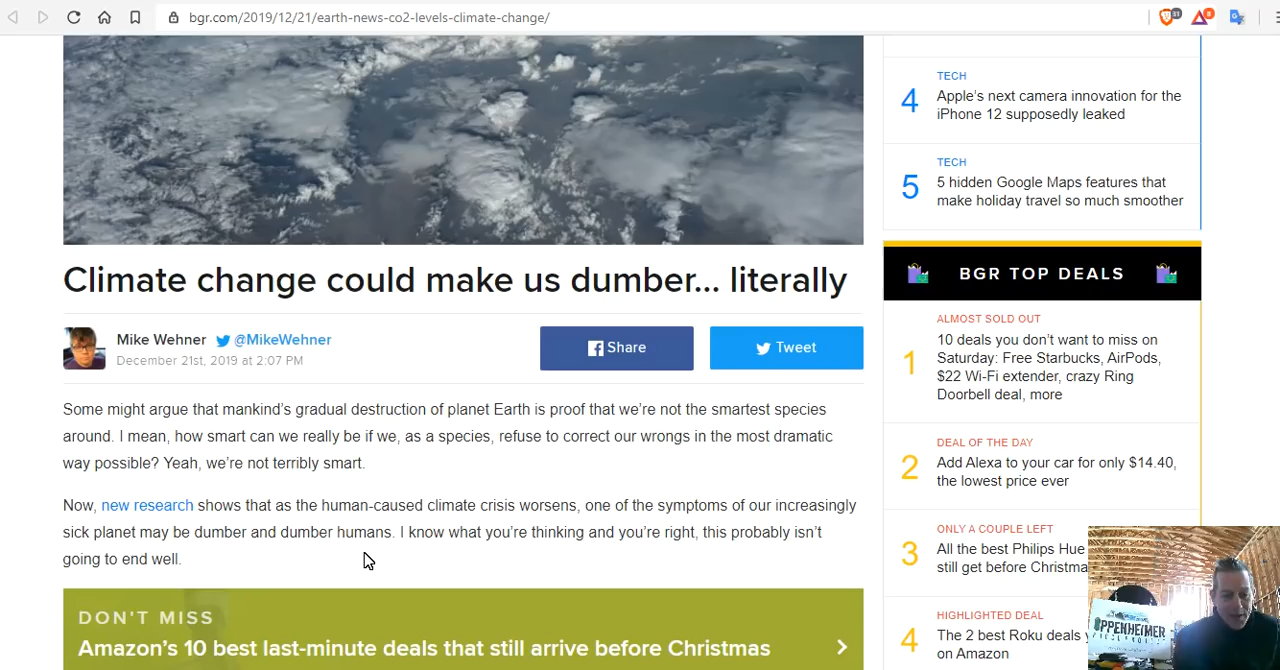 bgr.com/2019/12/21/earth-news-co2-levels-climate-change/
TECH
4
Apple's next camera innovation for the
iPhone 12 supposedly leaked
TECH
5
5 hidden Google Maps features that
make holiday travel so much smoother
Climate change could make us dumber... literally
Mike Wehner @MikeWehner
December 21st, 2019 at 2:07 PM
Share
Tweet
Some might argue that mankind's gradual destruction of planet Earth is proof that we're not the smartest species
around. I mean, how smart can we really be if we, as a species, refuse to correct our wrongs in the most dramatic
way possible? Yeah, we're not terribly smart.
Now, new research shows that as the human-caused climate crisis worsens, one of the symptoms of our increasingly
sick planet may be dumber and dumber humans. I know what you're thinking and you're right, this probably isn't
going to end well.
DON'T MISS
Amazon's 10 best last-minute deals that still arrive before Christmas
BGR TOP DEALS
ALMOST SOLD OUT
1
10 deals you don't want to miss on
Saturday: Free Starbucks, AirPods,
$22 Wi-Fi extender, crazy Ring
Doorbell deal, more
DEAL OF THE DAY
2
Add Alexa to your car for only $14.40,
the lowest price ever
ONLY A COUPLE LEFT
3
All the best Philips Hue
still get before Christma
HIGHLIGHTED DEAL
4
The 2 best Roku deals
on Amazon
OPPENHEIMER